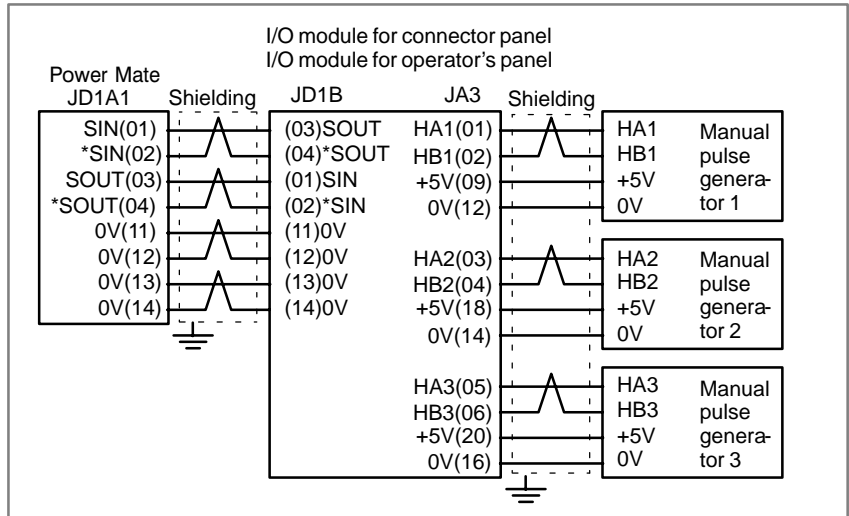 I/O module for connector panel
I/O module for operator's panel
Power Mate
JD1A1
Shielding
JD1B
JA3
Shielding
SIN(01)
*SIN(02)
SOUT(03)
*SOUT(04)
0V(11)
0V(12)
0V(13)
0V(14)
(03)SOUT
(04)*SOUT
(01)SIN
(02)*SIN
(11)0V
(12)0V
(13)0V
(14)0V
HA1(01)
HB1(02)
+5V(09)
0V(12)
HA2(03)
HB2(04)
+5V(18)
0V(14)
HA3(05)
HB3(06)
+5V(20)
0V(16)
HA1
HB1
+5V
0V
Manual
pulse
genera-
tor 1
HA2
HB2
+5V
0V
Manual
pulse
genera-
tor 2
HA3
HB3
+5V
0V
Manual
pulse
genera-
tor 3